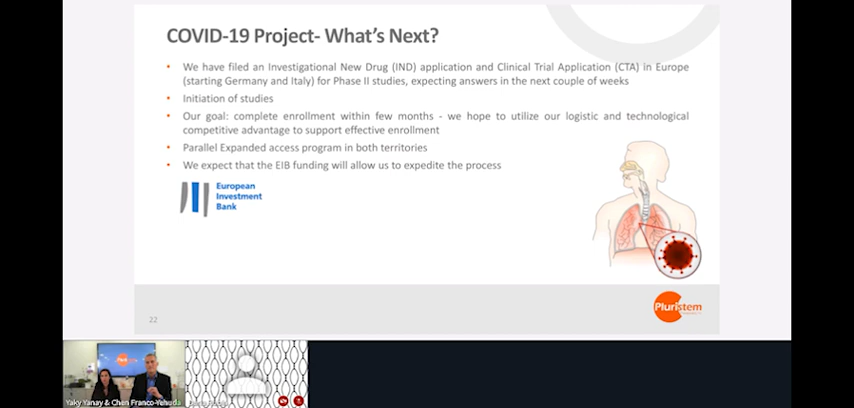 COVID-19 Project- What's Next?
• We have filed an Investigational New Drug (IND) application and Clinical Trial Application (CTA) in Europe
(starting Germany and Italy) for Phase II studies, expecting answers in the next couple of weeks
• Initiation of studies
• Our goal: complete enrollment within few months - we hope to utilize our logistic and technological
competitive advantage to support effective enrollment
• Parallel Expanded access program in both territories
• We expect that the EIB funding will allow us to expedite the process
European
Investment
Bank
22
Pluristem
Yaky Yanay & Chen Franco-Yehuda